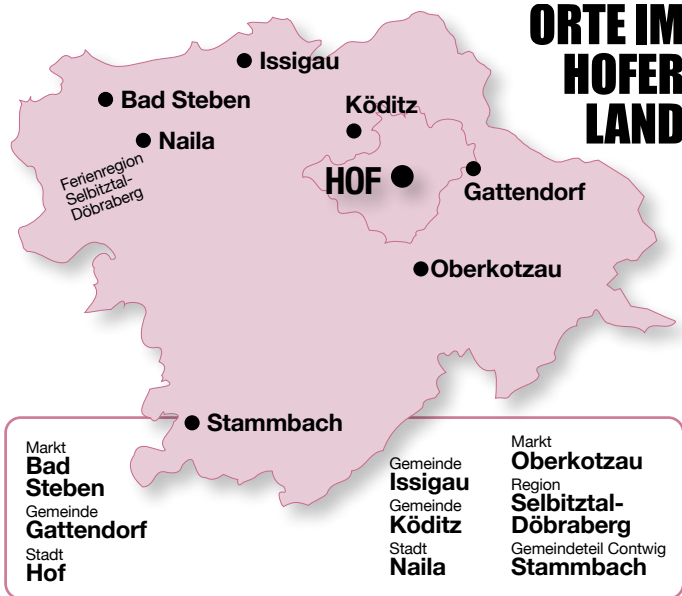 ORTE IM
HOFER
LAND
Issigau
Bad Steben
Köditz
Naila
Ferienregion
Selbitztal-
Döbraberg
HOF
Gattendorf
Oberkotzau
Stammbach
Markt
Bad
Steben
Gemeinde
Gattendorf
Stadt
Hof
Gemeinde
Issigau
Gemeinde
Köditz
Stadt
Naila
Markt
Oberkotzau
Region
Selbitztal-
Döbraberg
Gemeindeteil Contwig
Stammbach